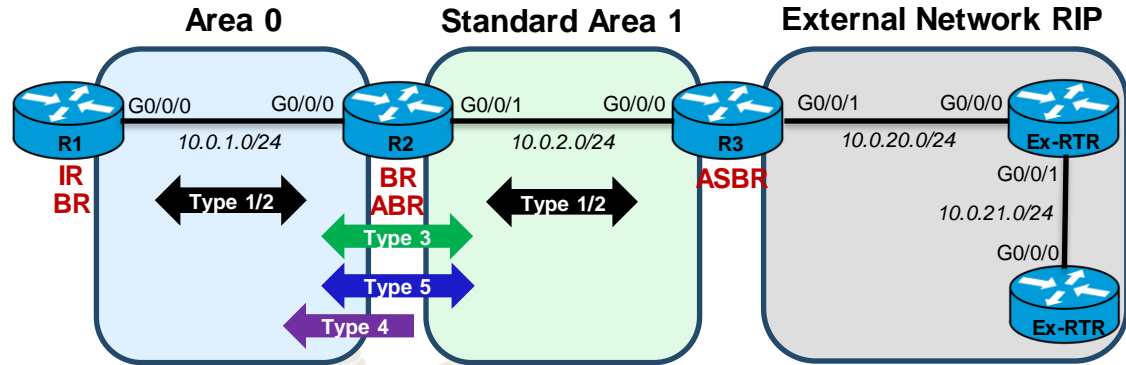 Area 0
Standard Area 1
External Network RIP
G0/0/0
G0/0/0
G0/0/1
G0/0/0
G0/0/1
G0/0/0
R1
10.0.1.0/24
R2
10.0.2.0/24
R3
10.0.20.0/24
Ex-RTR
IR
BR
BR
ABR
ASBR
G0/0/1
Type 1/2
Type 1/2
10.0.21.0/24
Type 3
G0/0/0
Type 5
Type 4
Ex-RTR